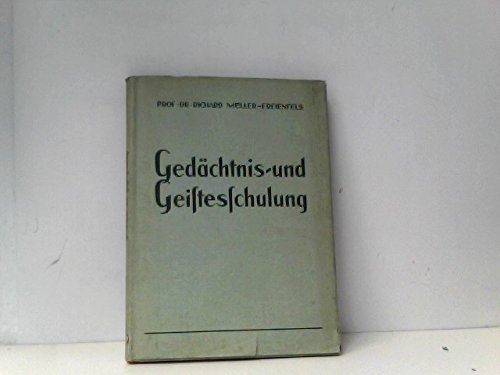 PROF·DR·RICHARD MÜLLER-FREIENFELS
Gedächtnis-und
Geiſtesſchulung